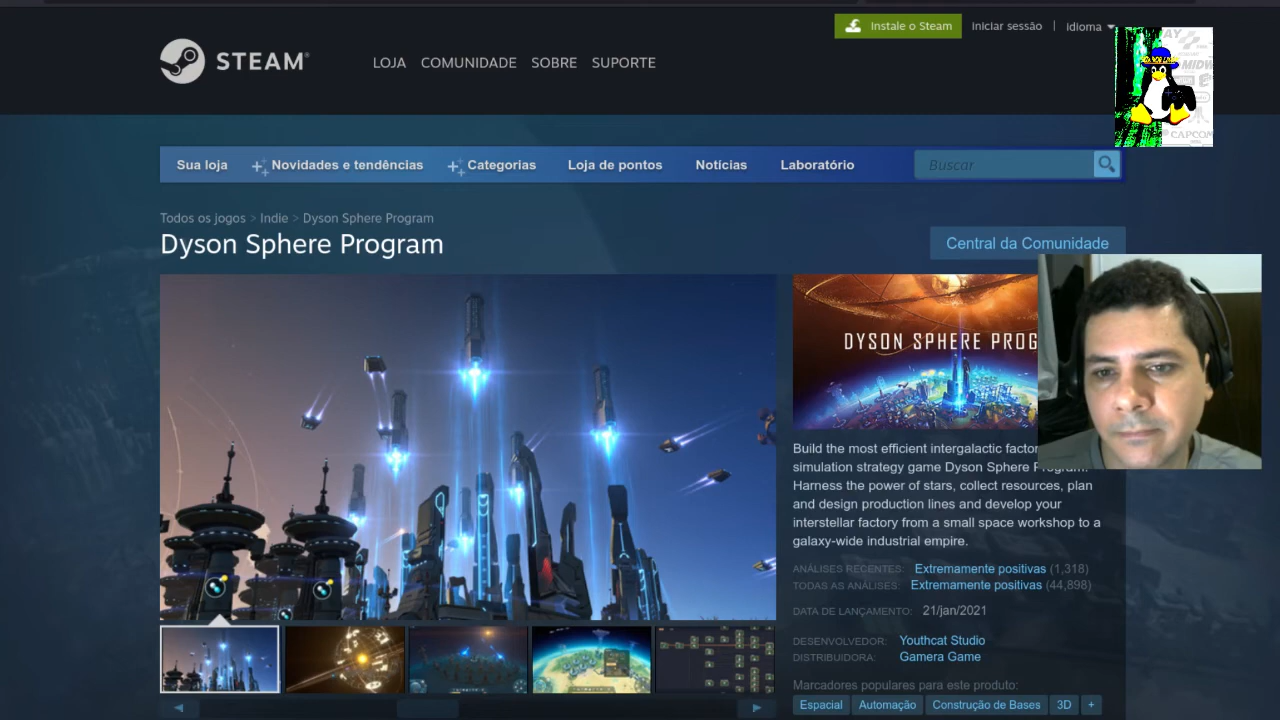 Instale o Steam
iniciar sessão | idioma
STEAM®
LOJA COMUNIDADE SOBRE SUPORTE
MIDW
CAPCOM
Sua loja Novidades e tendências Categorias Loja de pontos Notícias Laboratório Buscar
Todos os jogos > Indie > Dyson Sphere Program
Dyson Sphere Program
Central da Comunidade
DYSON SPHERE PROG
Build the most efficient intergalactic factor
simulation strategy game Dyson Sphere Program.
Harness the power of stars, collect resources, plan
and design production lines and develop your
interstellar factory from a small space workshop to a
galaxy-wide industrial empire.
ANÁLISES RECENTES: Extremamente positivas (1,318)
TODAS AS ANÁLISES: Extremamente positivas (44,898)
DATA DE LANÇAMENTO: 21/jan/2021
DESENVOLVEDOR: Youthcat Studio
DISTRIBUIDORA: Gamera Game
Marcadores populares para este produto:
Espacial Automação Construção de Bases 3D +